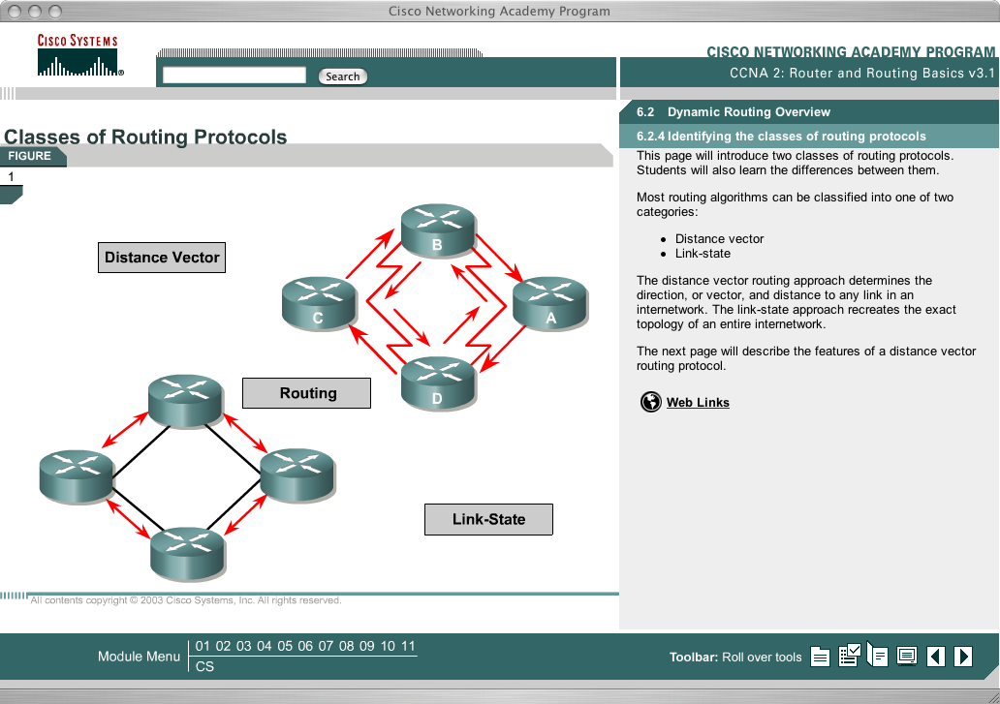 Cisco Networking Academy Program
CISCO SYSTEMS
®
Search
CISCO NETWORKING ACADEMY PROGRAM
CCNA 2: Router and Routing Basics v3.1
Classes of Routing Protocols
FIGURE
1
Distance Vector
B
C
A
D
Routing
Link-State
All contents copyright © 2003 Cisco Systems, Inc. All rights reserved.
6.2 Dynamic Routing Overview
6.2.4 Identifying the classes of routing protocols
This page will introduce two classes of routing protocols.
Students will also learn the differences between them.
Most routing algorithms can be classified into one of two
categories:
• Distance vector
• Link-state
The distance vector routing approach determines the
direction, or vector, and distance to any link in an
internetwork. The link-state approach recreates the exact
topology of an entire internetwork.
The next page will describe the features of a distance vector
routing protocol.
Web Links
Module Menu
01 02 03 04 05 06 07 08 09 10 11
CS
Toolbar: Roll over tools